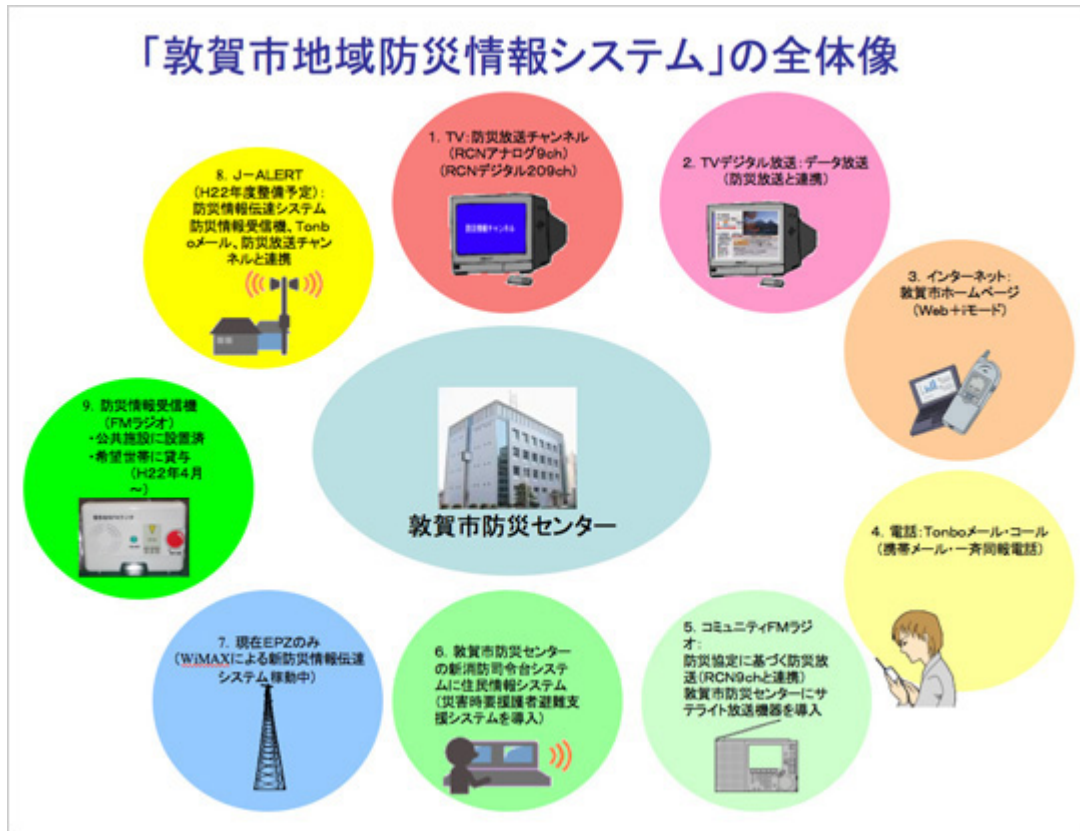 「敦賀市地域防災情報システム」の全体像
1. TV:防災放送チャンネル
(RCNアナログ9ch)
(RCNデジタル209ch)
防災情報チャンネル
2. TVデジタル放送:データ放送
(防災放送と連携)
3. インターネット:
敦賀市ホームページ
(Web+iモード)
4. 電話:Tonboメール・コール
(携帯メール・一斉同報電話)
5. コミュニティFMラジ
オ:
防災協定に基づく防災放
送(RCN9chと連携)
敦賀市防災センターにサ
テライト放送機器を導入
6. 敦賀市防災センター
の新消防司令台システ
ムに住民情報システム
(災害時要援護者避難支
援システムを導入)
7. 現在EPZのみ
(WiMAXによる新防災情報伝達
システム稼動中)
8. J-ALERT
(H22年度整備予定):
防災情報伝達システム
防災情報受信機、Tonb
oメール、防災放送チャン
ネルと連携
9. 防災情報受信機
(FMラジオ)
・公共施設に設置済
・希望世帯に貸与
(H22年4月
~)
敦賀市防災センター